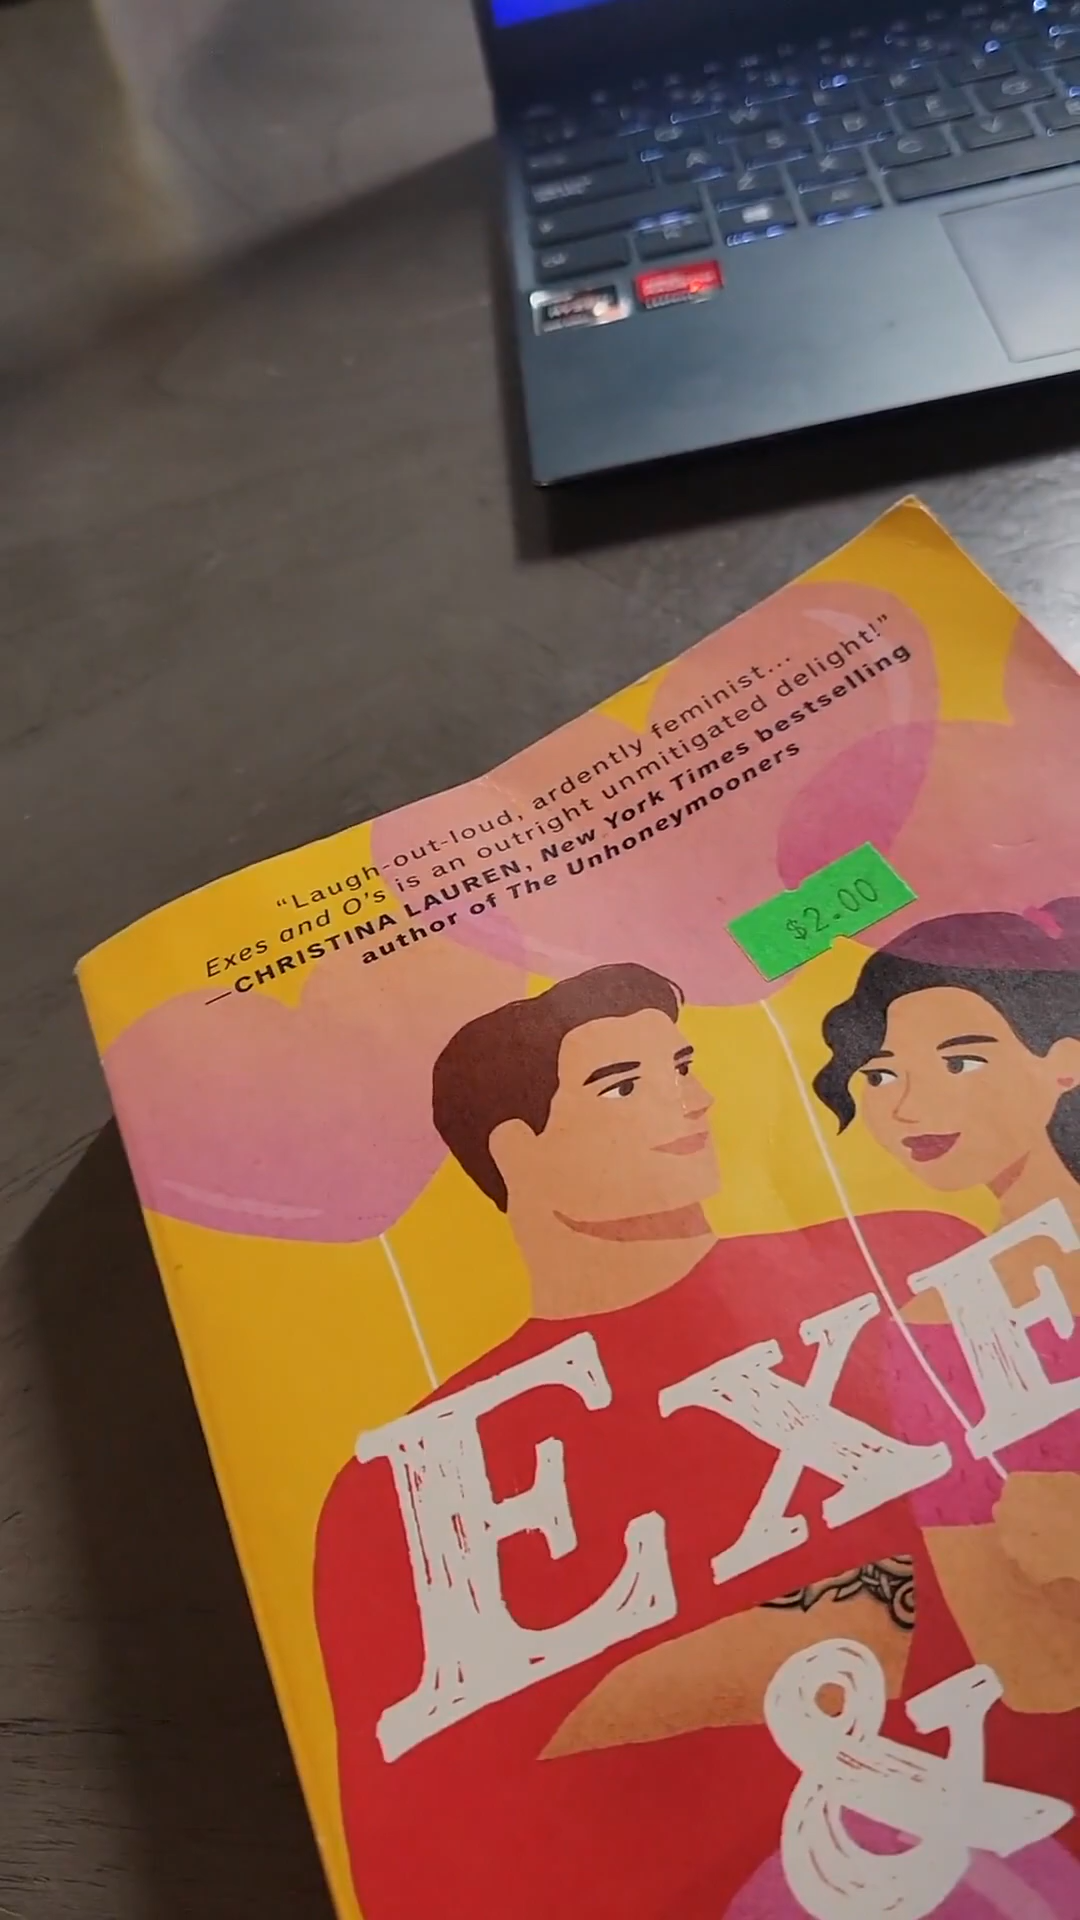 “Laugh-out-loud, ardently feminist...
Exes and O's is an outright unmitigated delight!”
—CHRISTINA LAUREN, New York Times bestselling
author of The Unhoneymooners
$2.00
EXE
&
Q W E R
A S D
Z X C V